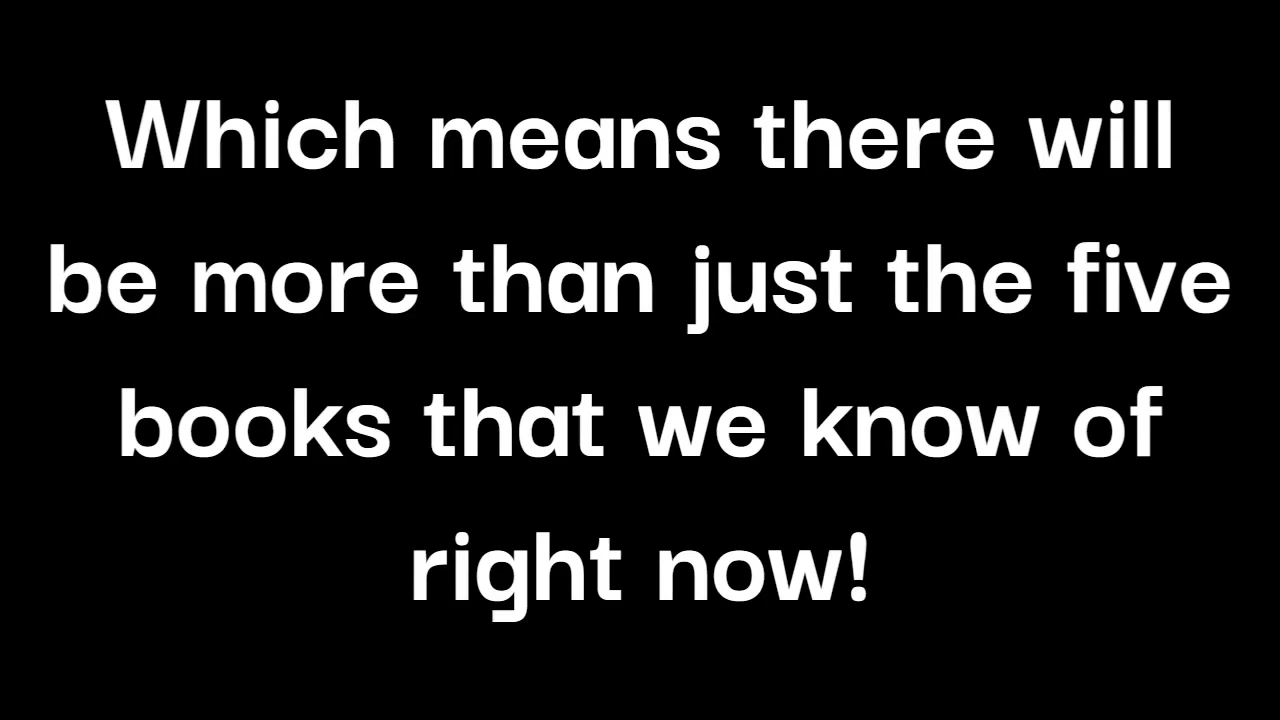 Which means there will
be more than just the five
books that we know of
right now!